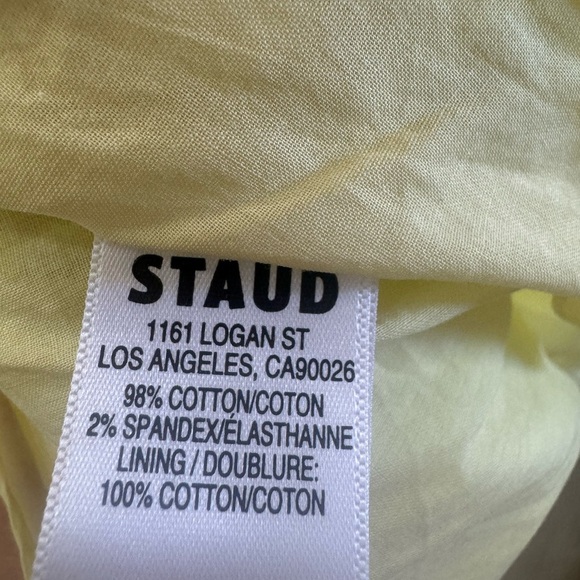 STAUD
1161 LOGAN ST
LOS ANGELES, CA90026
98% COTTON/COTON
2% SPANDEX/ÉLASTHANNE
LINING / DOUBLURE:
100% COTTON/COTON